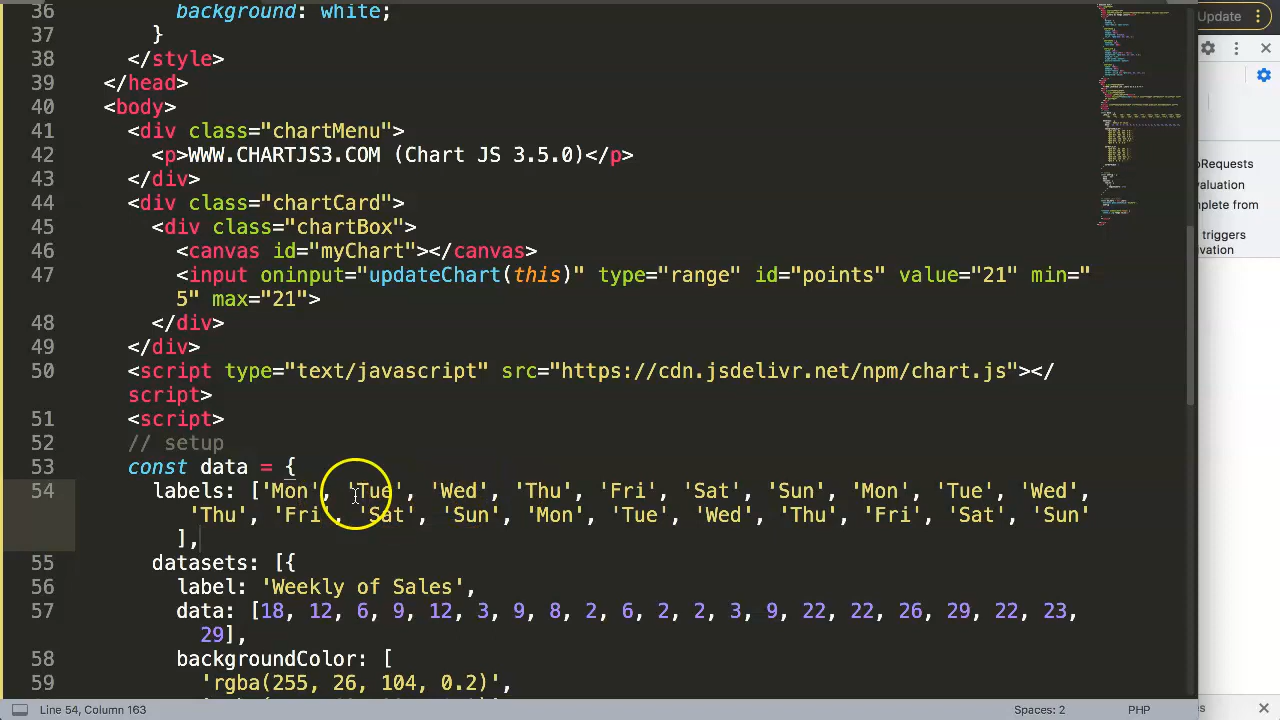 36 background: white;
Update
37 }
38 </style>
39 </head>
40 <body>
41 <div class="chartMenu">
42 <p>WWW.CHARTJS3.COM (Chart JS 3.5.0)</p>
oRequests
43 </div>
valuation
44 <div class="chartCard">
nplete from
45 <div class="chartBox">
triggers
46 <canvas id="myChart"></canvas>
vation
47 <input oninput="updateChart(this)" type="range" id="points" value="21" min="
5" max="21">
48 </div>
49 </div>
50 <script type="text/javascript" src="https://cdn.jsdelivr.net/npm/chart.js"></
script>
51 <script>
52 // setup
53 const data = {
54 labels: ['Mon', 'Tue', 'Wed', 'Thu', 'Fri', 'Sat', 'Sun', 'Mon', 'Tue', 'Wed',
'Thu', 'Fri', 'Sat', 'Sun', 'Mon', 'Tue', 'Wed', 'Thu', 'Fri', 'Sat', 'Sun'
],
55 datasets: [{
56 label: 'Weekly of Sales',
57 data: [18, 12, 6, 9, 12, 3, 9, 8, 2, 6, 2, 2, 3, 9, 22, 22, 26, 29, 22, 23,
29],
58 backgroundColor: [
59 'rgba(255, 26, 104, 0.2)',
Line 54, Column 163
Spaces: 2
PHP